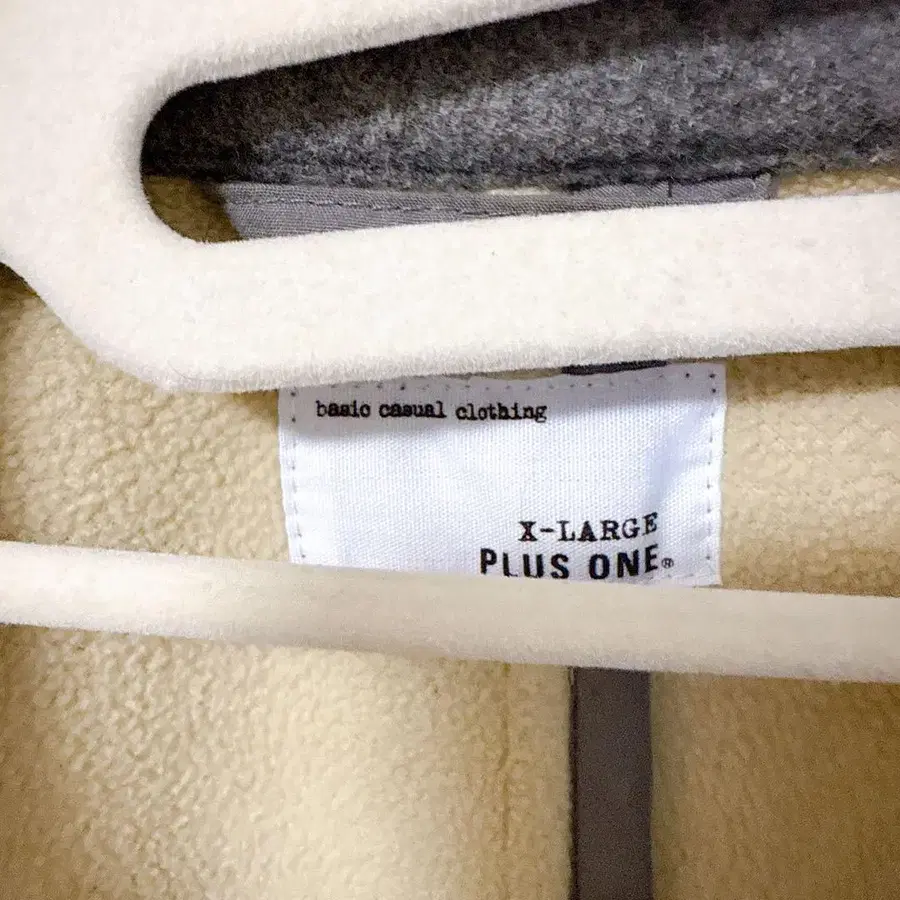 basic casual clothing
X-LARGE
PLUS ONE®